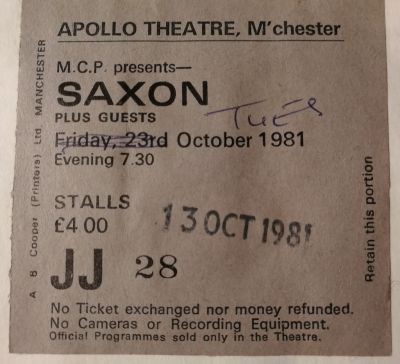 APOLLO THEATRE, M'chester
M.C.P. presents—
SAXON
PLUS GUESTS
TUES
Friday, 23rd October 1981
Evening 7.30
STALLS
£4 00
13 OCT 1981
JJ 28
No Ticket exchanged nor money refunded.
No Cameras or Recording Equipment.
Official Programmes sold only in the Theatre.
A B Cooper (Printers) Ltd. MANCHESTER
Retain this portion